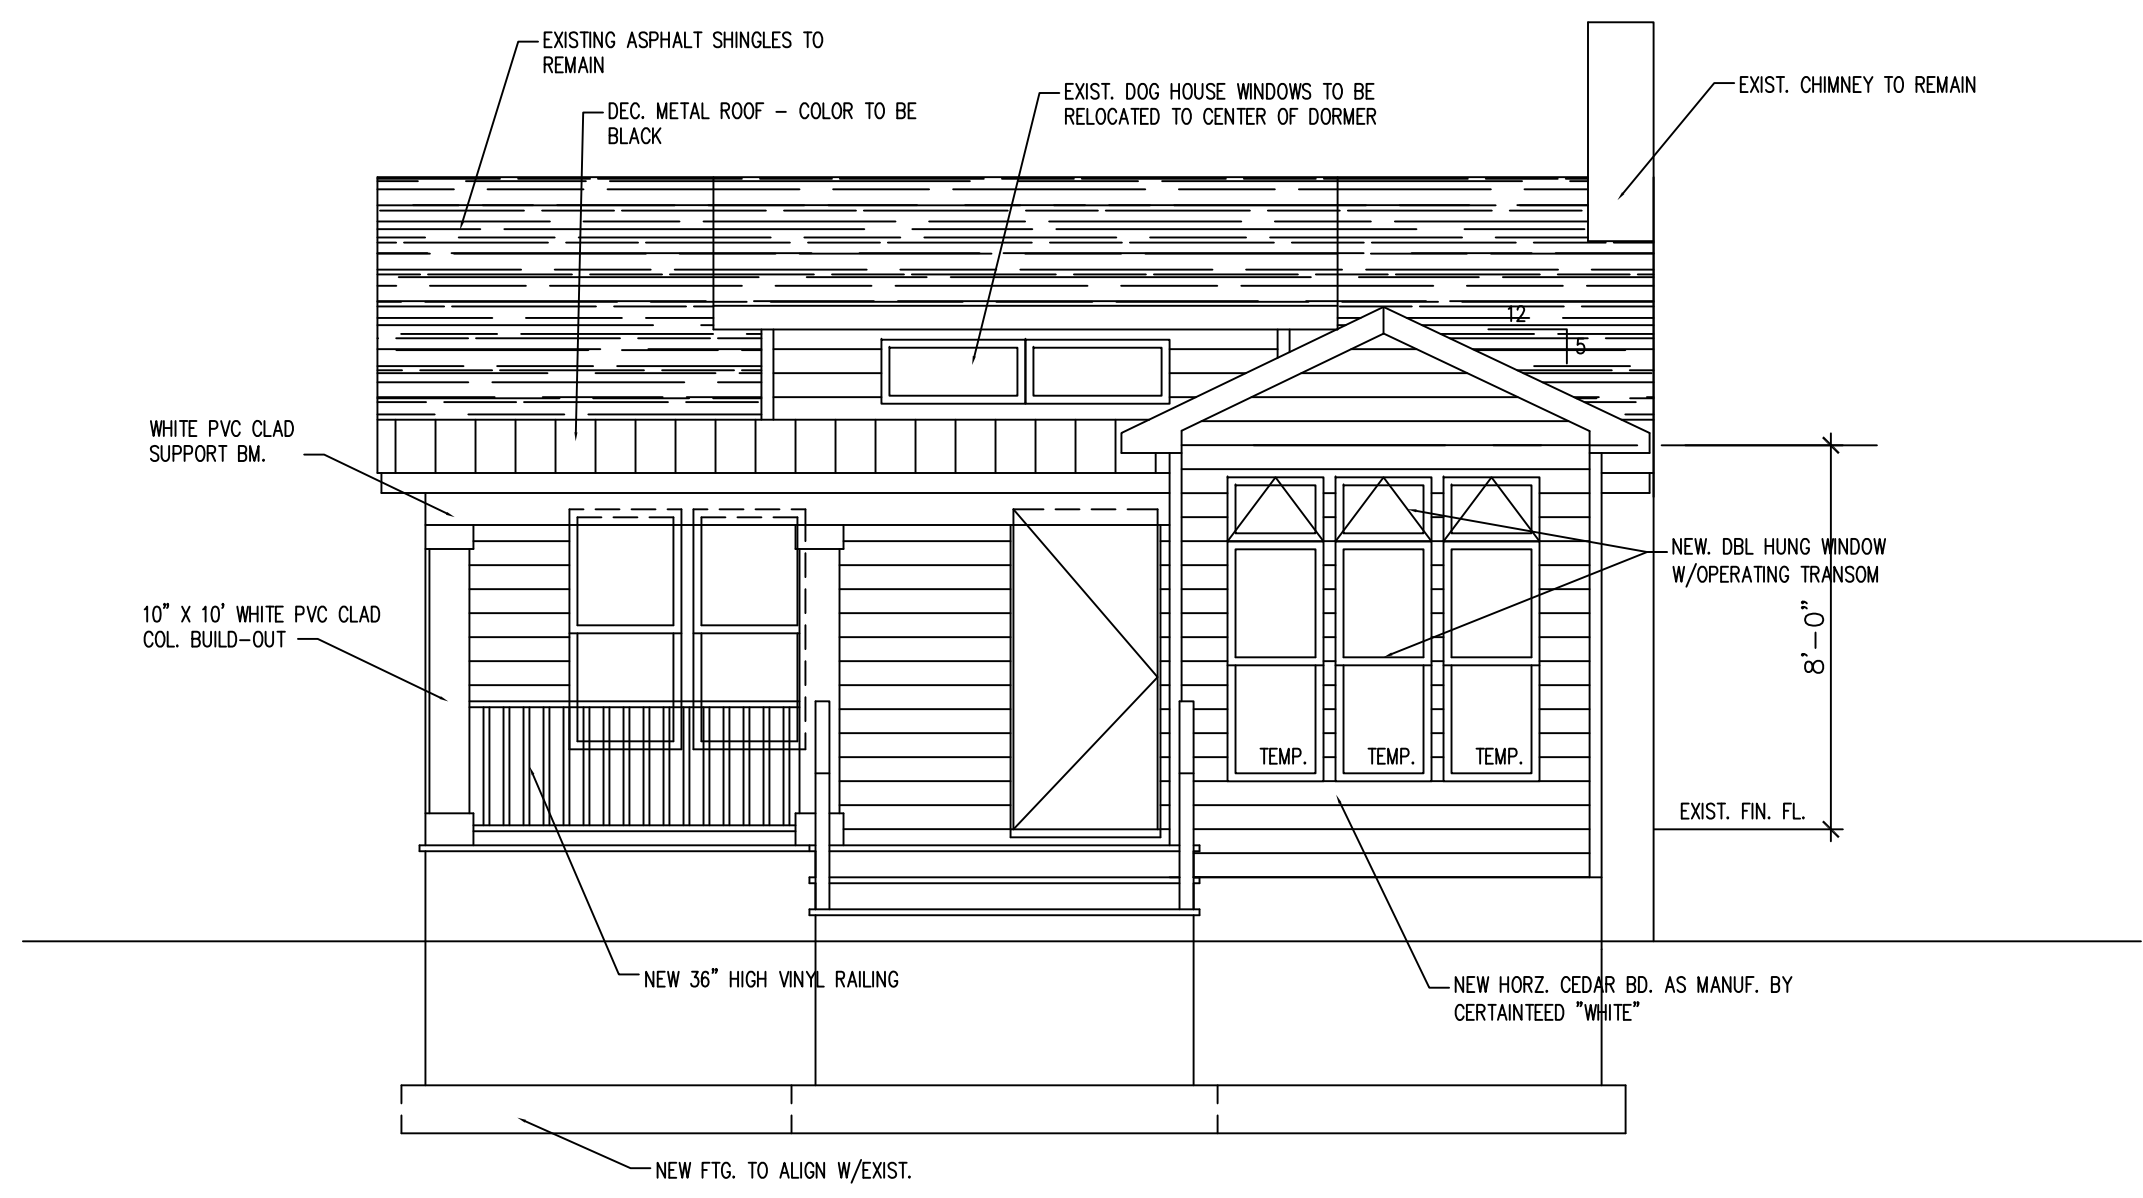 EXISTING ASPHALT SHINGLES TO
REMAIN
DEC. METAL ROOF - COLOR TO BE
BLACK
EXIST. DOG HOUSE WINDOWS TO BE
RELOCATED TO CENTER OF DORMER
EXIST. CHIMNEY TO REMAIN
12
5
WHITE PVC CLAD
SUPPORT BM.
10" X 10' WHITE PVC CLAD
COL. BUILD-OUT
NEW. DBL HUNG WINDOW
W/OPERATING TRANSOM
8'-0"
TEMP.
TEMP.
TEMP.
EXIST. FIN. FL.
NEW 36" HIGH VINYL RAILING
NEW HORZ. CEDAR BD. AS MANUF. BY
CERTAINTEED "WHITE"
NEW FTG. TO ALIGN W/EXIST.